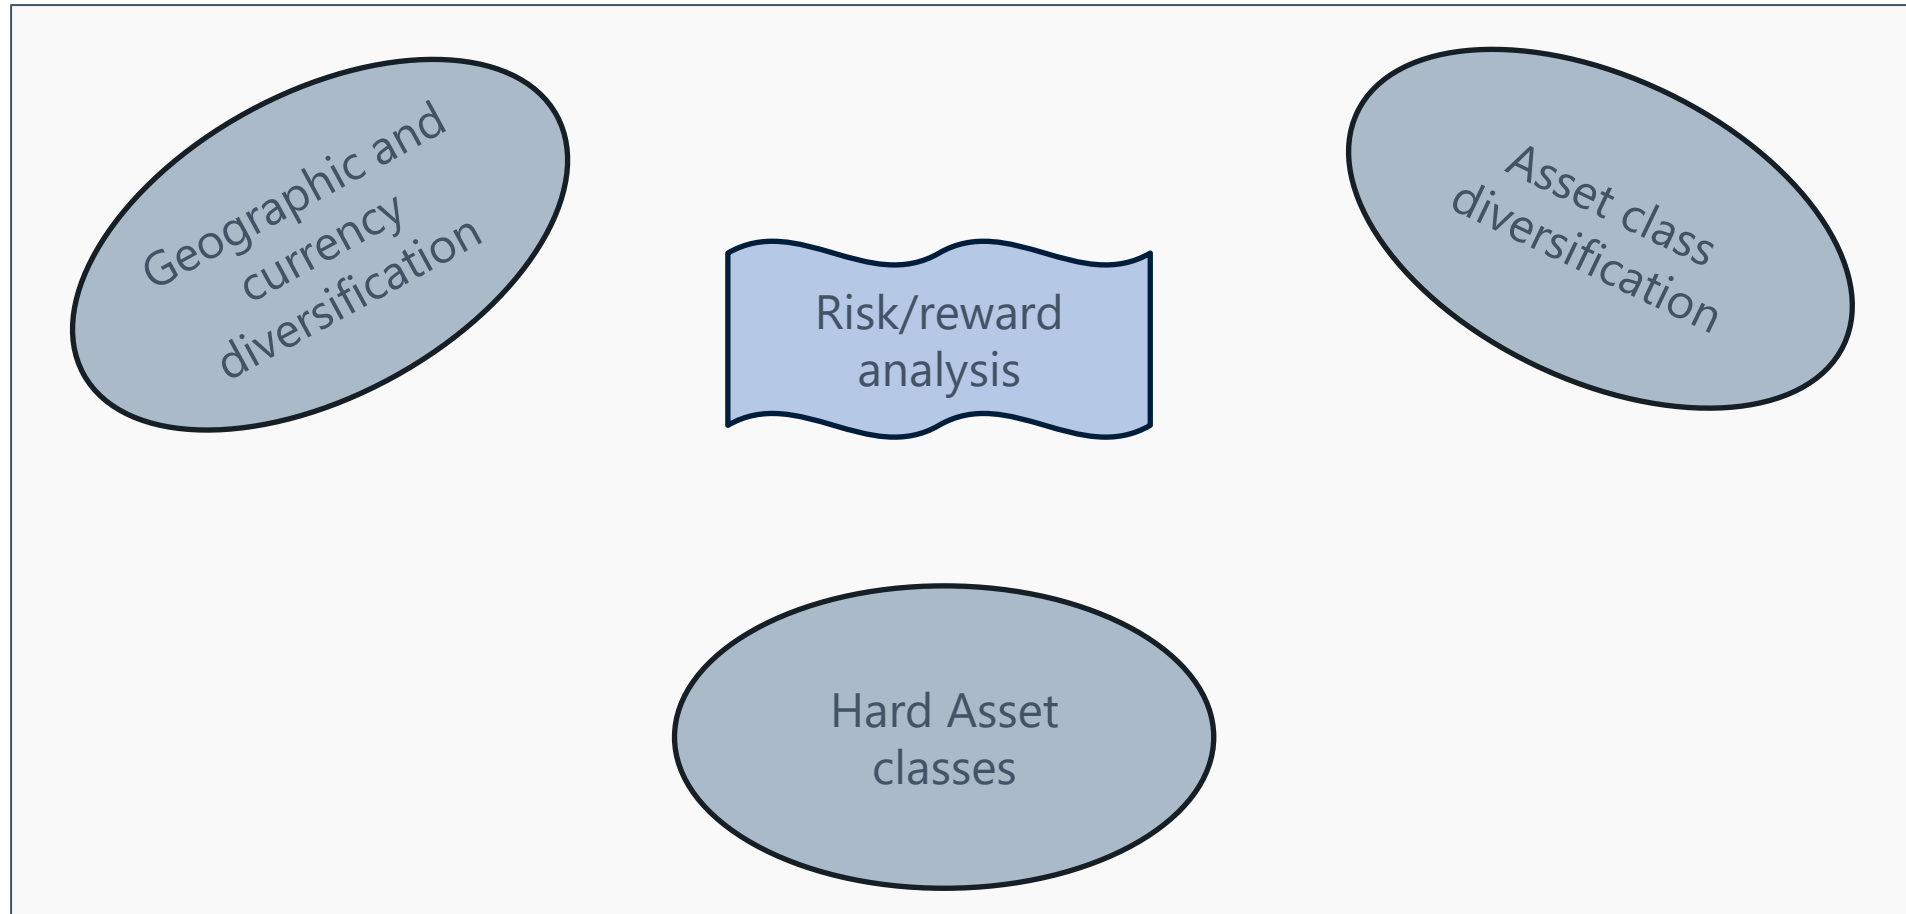 Geographic and
currency
diversification
Asset class
diversification
Risk/reward
analysis
Hard Asset
classes